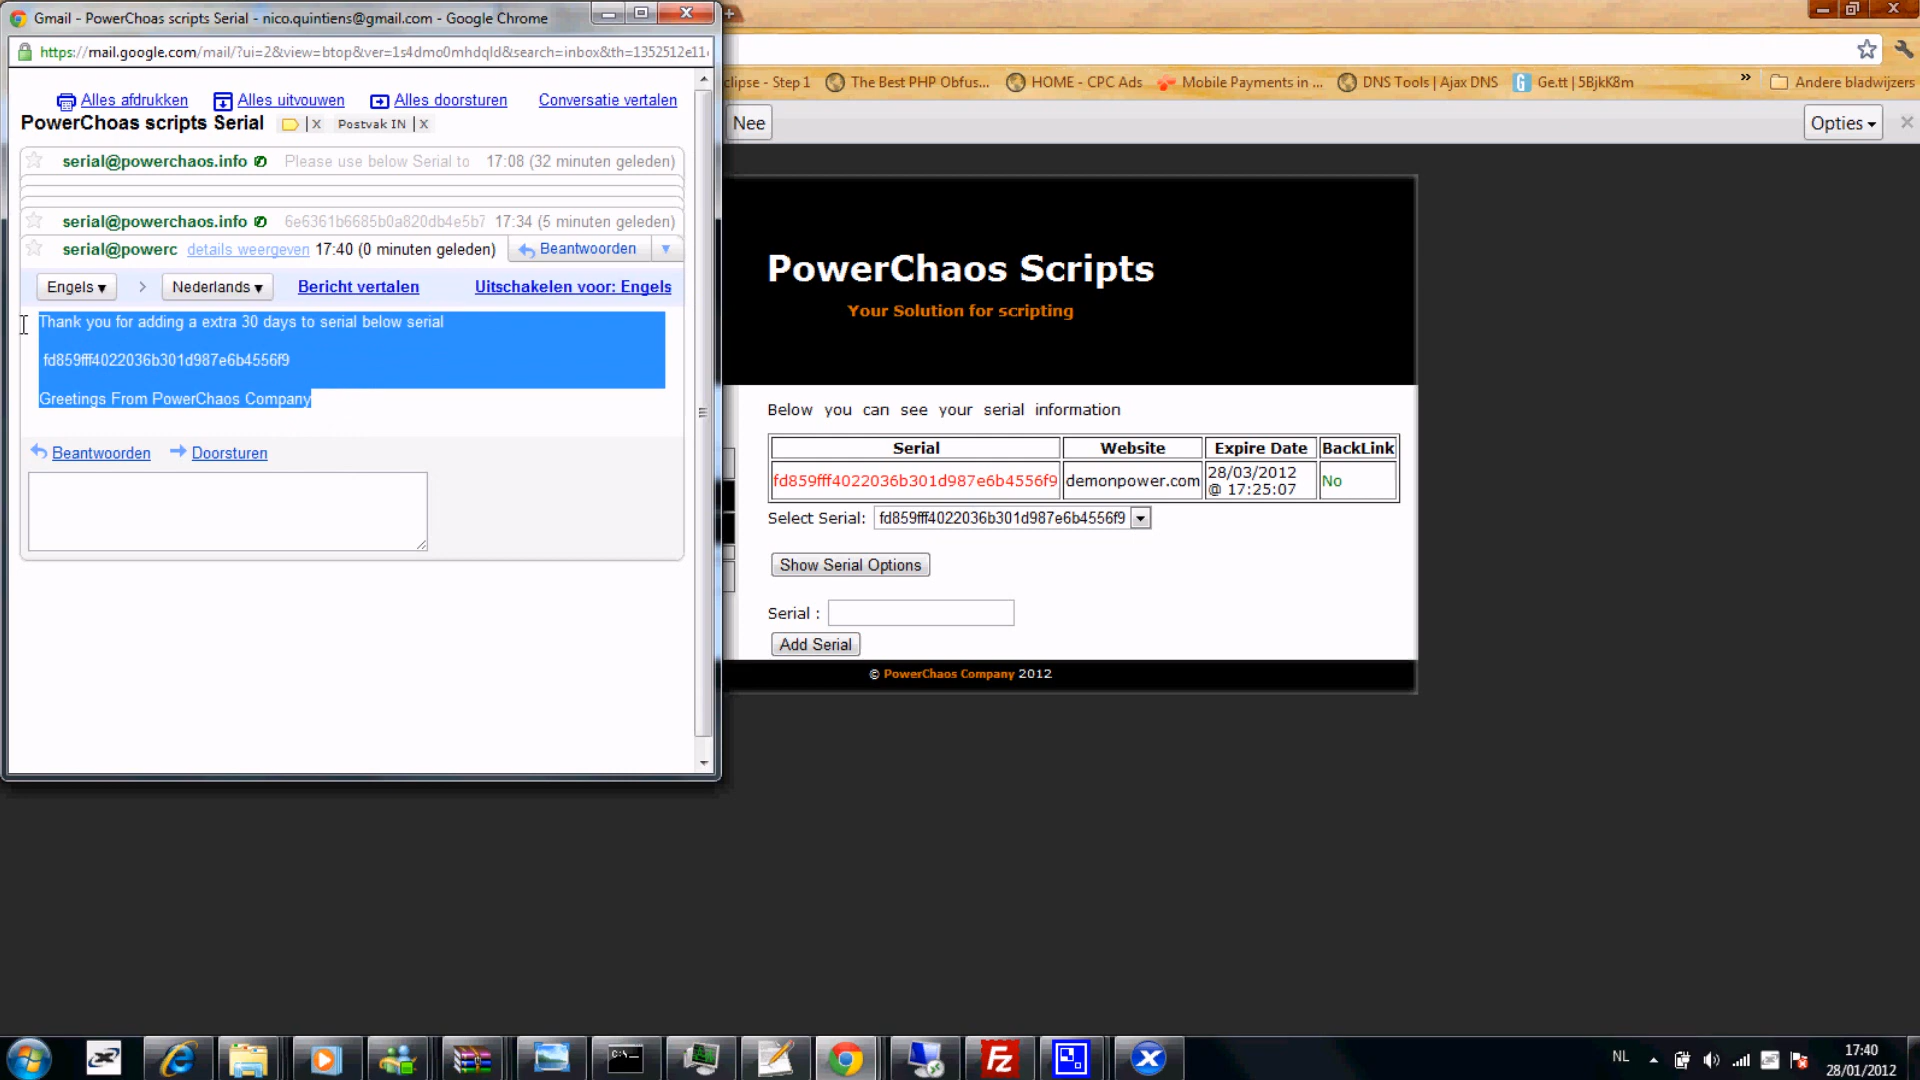 Gmail - PowerChoas scripts Serial - nico.quintiens@gmail.com - Google Chrome
https://mail.google.com/mail/?ui=2&view=btop&ver=1s4dmo0mhdqld&search=inbox&th=1352512e11
Alles afdrukken Alles uitvouwen Alles doorsturen Conversatie vertalen
PowerChoas scripts Serial | X Postvak IN | X
serial@powerchaos.info Please use below Serial to 17:08 (32 minuten geleden)
serial@powerchaos.info 6e6361b6685b0a820db4e5b7 17:34 (5 minuten geleden)
serial@powerc details weergeven 17:40 (0 minuten geleden) Beantwoorden
Engels > Nederlands Bericht vertalen Uitschakelen voor: Engels
Thank you for adding a extra 30 days to serial below serial
fd859fff4022036b301d987e6b4556f9
Greetings From PowerChaos Company
Beantwoorden Doorsturen
clipse - Step 1 The Best PHP Obfus... HOME - CPC Ads Mobile Payments in ... DNS Tools | Ajax DNS Ge.tt | 5BjkK8m » Andere bladwijzers
Nee Opties
PowerChaos Scripts
Your Solution for scripting
Below you can see your serial information
Serial Website Expire Date BackLink
fd859fff4022036b301d987e6b4556f9 demonpower.com 28/03/2012 @ 17:25:07 No
Select Serial: fd859fff4022036b301d987e6b4556f9
Show Serial Options
Serial :
Add Serial
© PowerChaos Company 2012
NL 17:40
28/01/2012